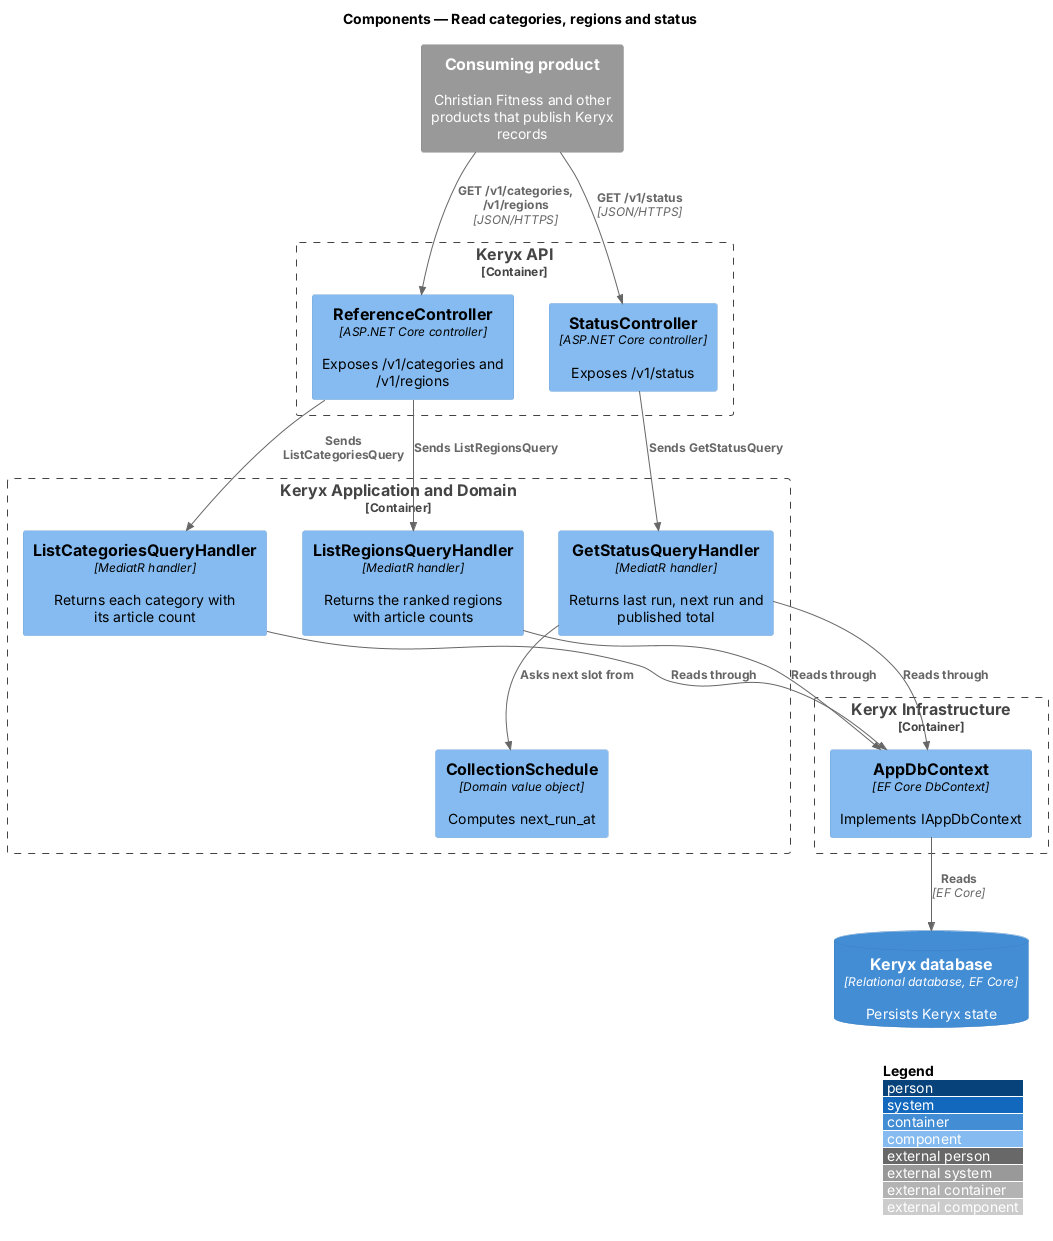 Components — Read categories, regions and status
Consuming product
Christian Fitness and other
products that publish Keryx
records
GET /v1/categories,
/v1/regions
[JSON/HTTPS]
GET /v1/status
[JSON/HTTPS]
Keryx API
[Container]
ReferenceController
[ASP.NET Core controller]
Exposes /v1/categories and
/v1/regions
StatusController
[ASP.NET Core controller]
Exposes /v1/status
Sends
ListCategoriesQuery
Sends ListRegionsQuery
Sends GetStatusQuery
Keryx Application and Domain
[Container]
ListCategoriesQueryHandler
[MediatR handler]
Returns each category with
its article count
ListRegionsQueryHandler
[MediatR handler]
Returns the ranked regions
with article counts
GetStatusQueryHandler
[MediatR handler]
Returns last run, next run and
published total
Asks next slot from
Reads through
Reads through
Reads through
Keryx Infrastructure
[Container]
CollectionSchedule
[Domain value object]
Computes next_run_at
AppDbContext
[EF Core DbContext]
Implements IAppDbContext
Reads
[EF Core]
Keryx database
[Relational database, EF Core]
Persists Keryx state
Legend
person
system
container
component
external person
external system
external container
external component